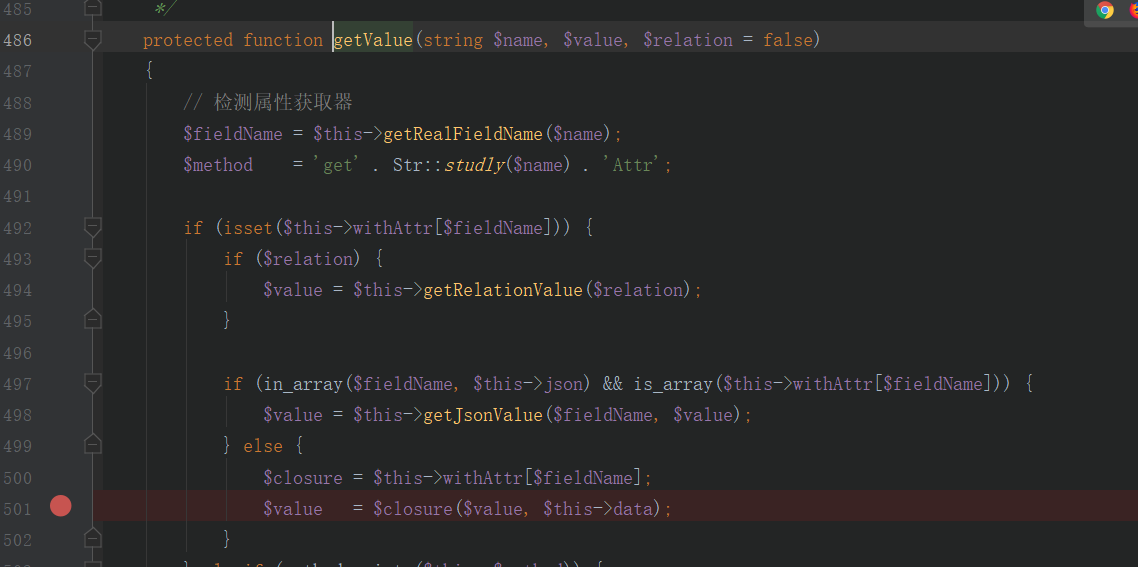 485 */
486 protected function getValue(string $name, $value, $relation = false)
487 {
488 // 检测属性获取器
489 $fieldName = $this->getRealFieldName($name);
490 $method = 'get' . Str::studly($name) . 'Attr';
491
492 if (isset($this->withAttr[$fieldName])) {
493 if ($relation) {
494 $value = $this->getRelationValue($relation);
495 }
496
497 if (in_array($fieldName, $this->json) && is_array($this->withAttr[$fieldName])) {
498 $value = $this->getJsonValue($fieldName, $value);
499 } else {
500 $closure = $this->withAttr[$fieldName];
501 $value = $closure($value, $this->data);
502 }